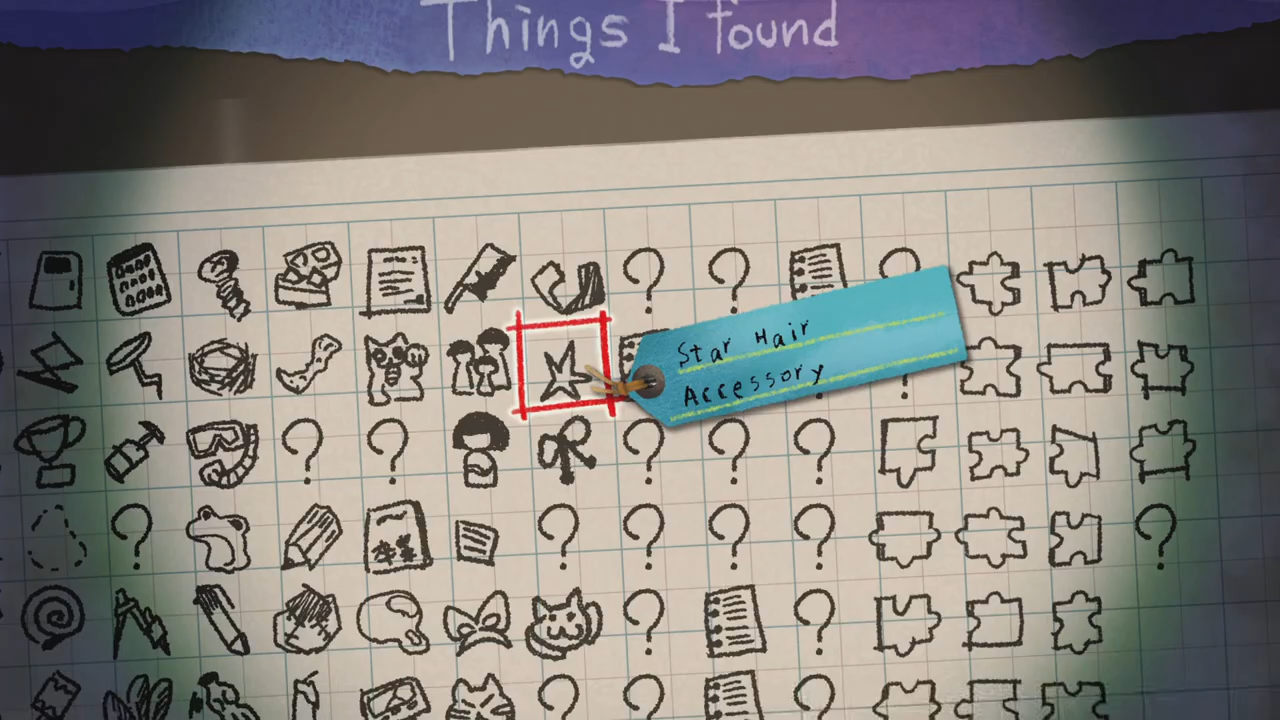 Things I found
? ? ?
?
? ? ? ? ?
? ? ? ? ? ?
? ?
? ? ?
Star Hair
Accessory